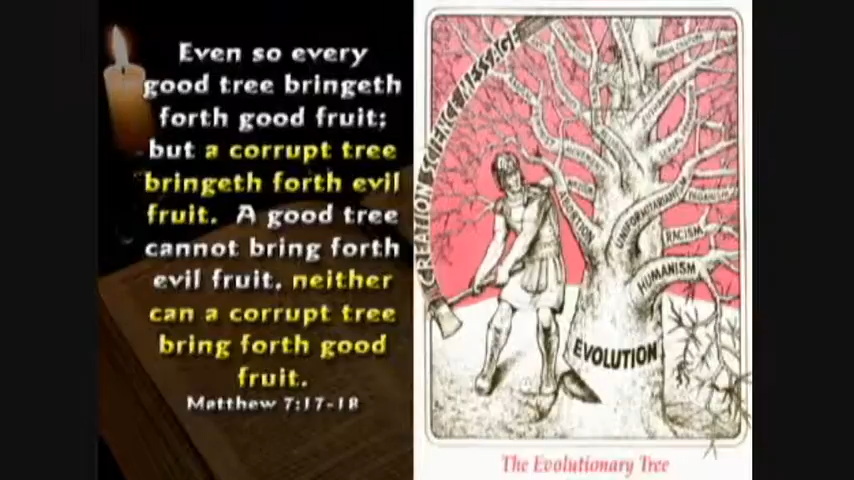 Even so every
good tree bringeth
forth good fruit;
but a corrupt tree
bringeth forth evil
fruit. A good tree
cannot bring forth
evil fruit, neither
can a corrupt tree
bring forth good
fruit.
Matthew 7:17-18
CREATION SCIENCE MESSAGE
UNIFORMITARIANISM
RACISM
HUMANISM
EVOLUTION
The Evolutionary Tree